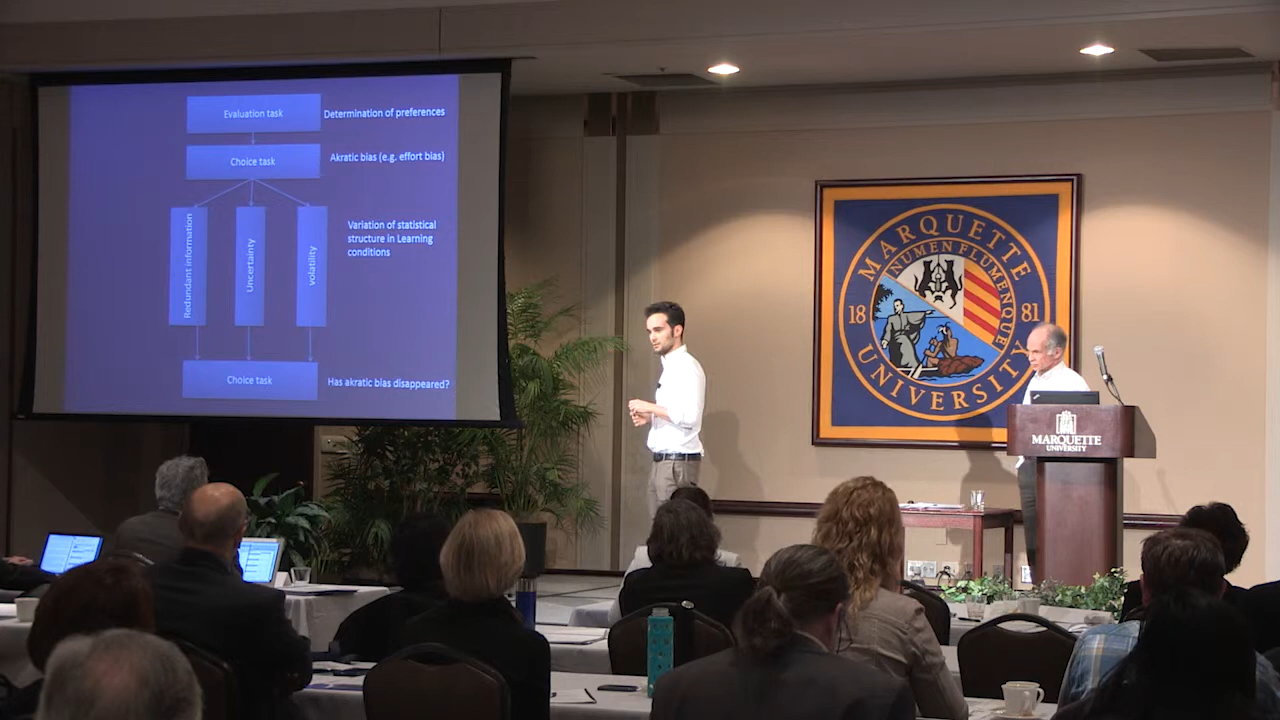 Evaluation task
Determination of preferences
Choice task
Akratic bias (e.g. effort bias)
Redundant information
Uncertainty
volatility
Variation of statistical
structure in Learning
conditions
Choice task
Has akratic bias disappeared?
MARQUETTE
NUMEN FLUMENQUE
18 81
UNIVERSITY
MARQUETTE
UNIVERSITY